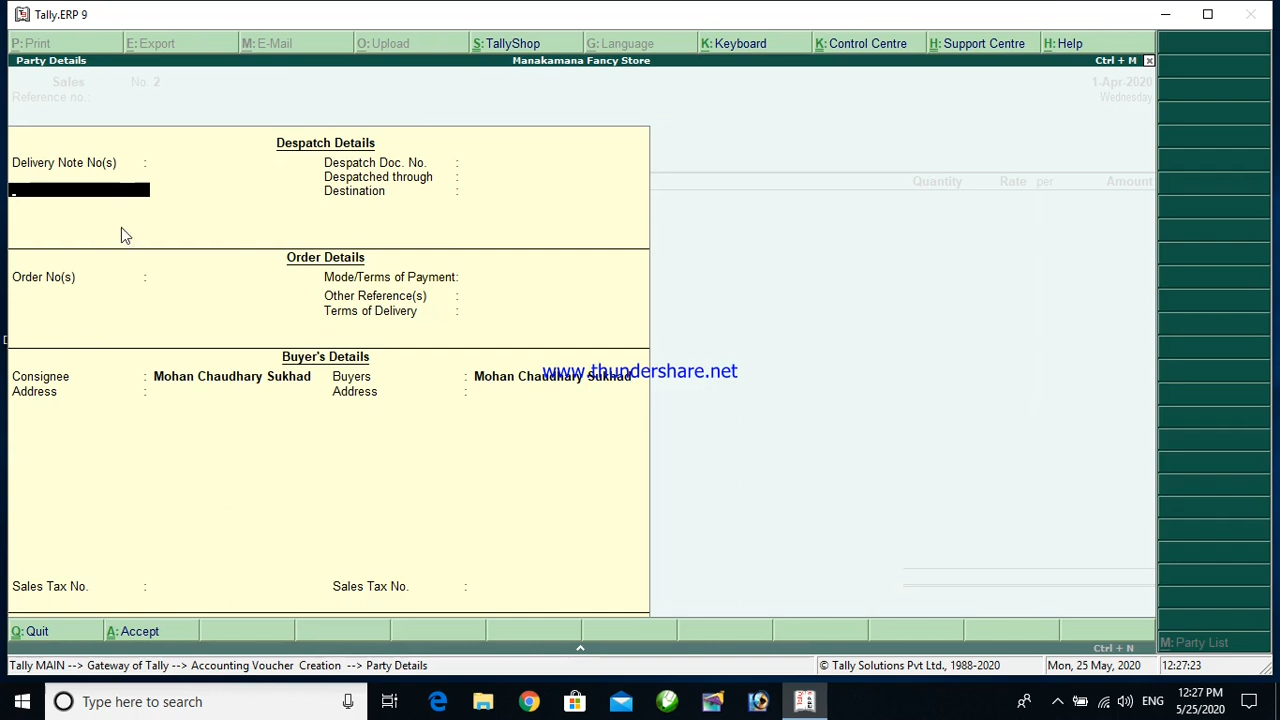 Tally.ERP 9
P: Print E: Export M: E-Mail O: Upload S: TallyShop G: Language K: Keyboard K: Control Centre H: Support Centre H: Help
Party Details Manakamana Fancy Store Ctrl + M
Sales No. 2 1-Apr-2020
Reference no.: Wednesday
Despatch Details
Delivery Note No(s) : Despatch Doc. No. :
Despatched through :
Destination :
Quantity Rate per Amount
Order Details
Order No(s) : Mode/Terms of Payment:
Other Reference(s) :
Terms of Delivery :
Buyer's Details
www.thundershare.net
Consignee : Mohan Chaudhary Sukhad Buyers : Mohan Chaudhary Sukhad
Address : Address :
Sales Tax No. : Sales Tax No. :
Q: Quit A: Accept
M: Party List
Ctrl + N
Tally MAIN --> Gateway of Tally --> Accounting Voucher Creation --> Party Details © Tally Solutions Pvt Ltd., 1988-2020 Mon, 25 May, 2020 12:27:23
Type here to search ENG 12:27 PM
5/25/2020